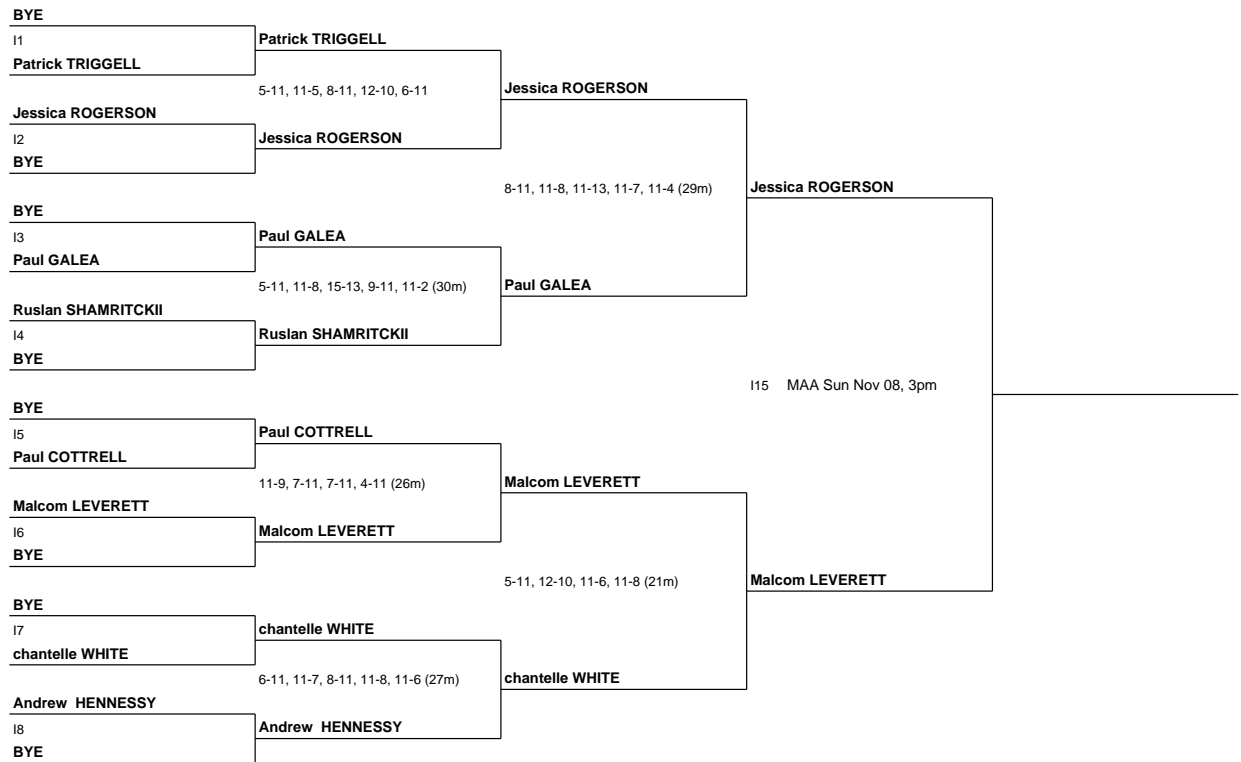 BYE
I1
Patrick TRIGGELL
Patrick TRIGGELL
5-11, 11-5, 8-11, 12-10, 6-11
Jessica ROGERSON
Jessica ROGERSON
I2
BYE
Jessica ROGERSON
8-11, 11-8, 11-13, 11-7, 11-4 (29m)
Jessica ROGERSON
BYE
I3
Paul GALEA
Paul GALEA
5-11, 11-8, 15-13, 9-11, 11-2 (30m)
Paul GALEA
Ruslan SHAMRITCKII
I4
BYE
Ruslan SHAMRITCKII
I15 MAA Sun Nov 08, 3pm
BYE
I5
Paul COTTRELL
Paul COTTRELL
11-9, 7-11, 7-11, 4-11 (26m)
Malcom LEVERETT
Malcom LEVERETT
I6
BYE
Malcom LEVERETT
5-11, 12-10, 11-6, 11-8 (21m)
Malcom LEVERETT
BYE
I7
chantelle WHITE
chantelle WHITE
6-11, 11-7, 8-11, 11-8, 11-6 (27m)
chantelle WHITE
Andrew HENNESSY
I8
BYE
Andrew HENNESSY